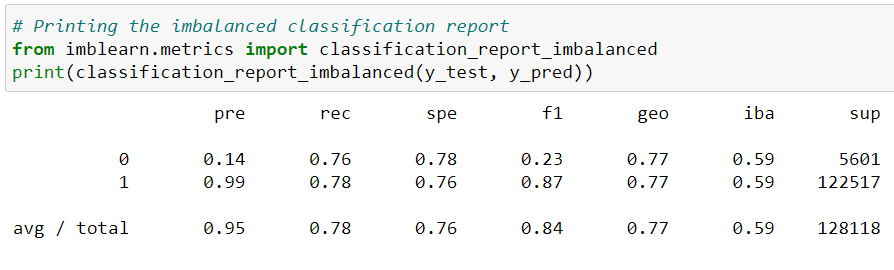 # Printing the imbalanced classification report
from imblearn.metrics import classification_report_imbalanced
print(classification_report_imbalanced(y_test, y_pred))
pre rec spe f1 geo iba sup
0 0.14 0.76 0.78 0.23 0.77 0.59 5601
1 0.99 0.78 0.76 0.87 0.77 0.59 122517
avg / total 0.95 0.78 0.76 0.84 0.77 0.59 128118